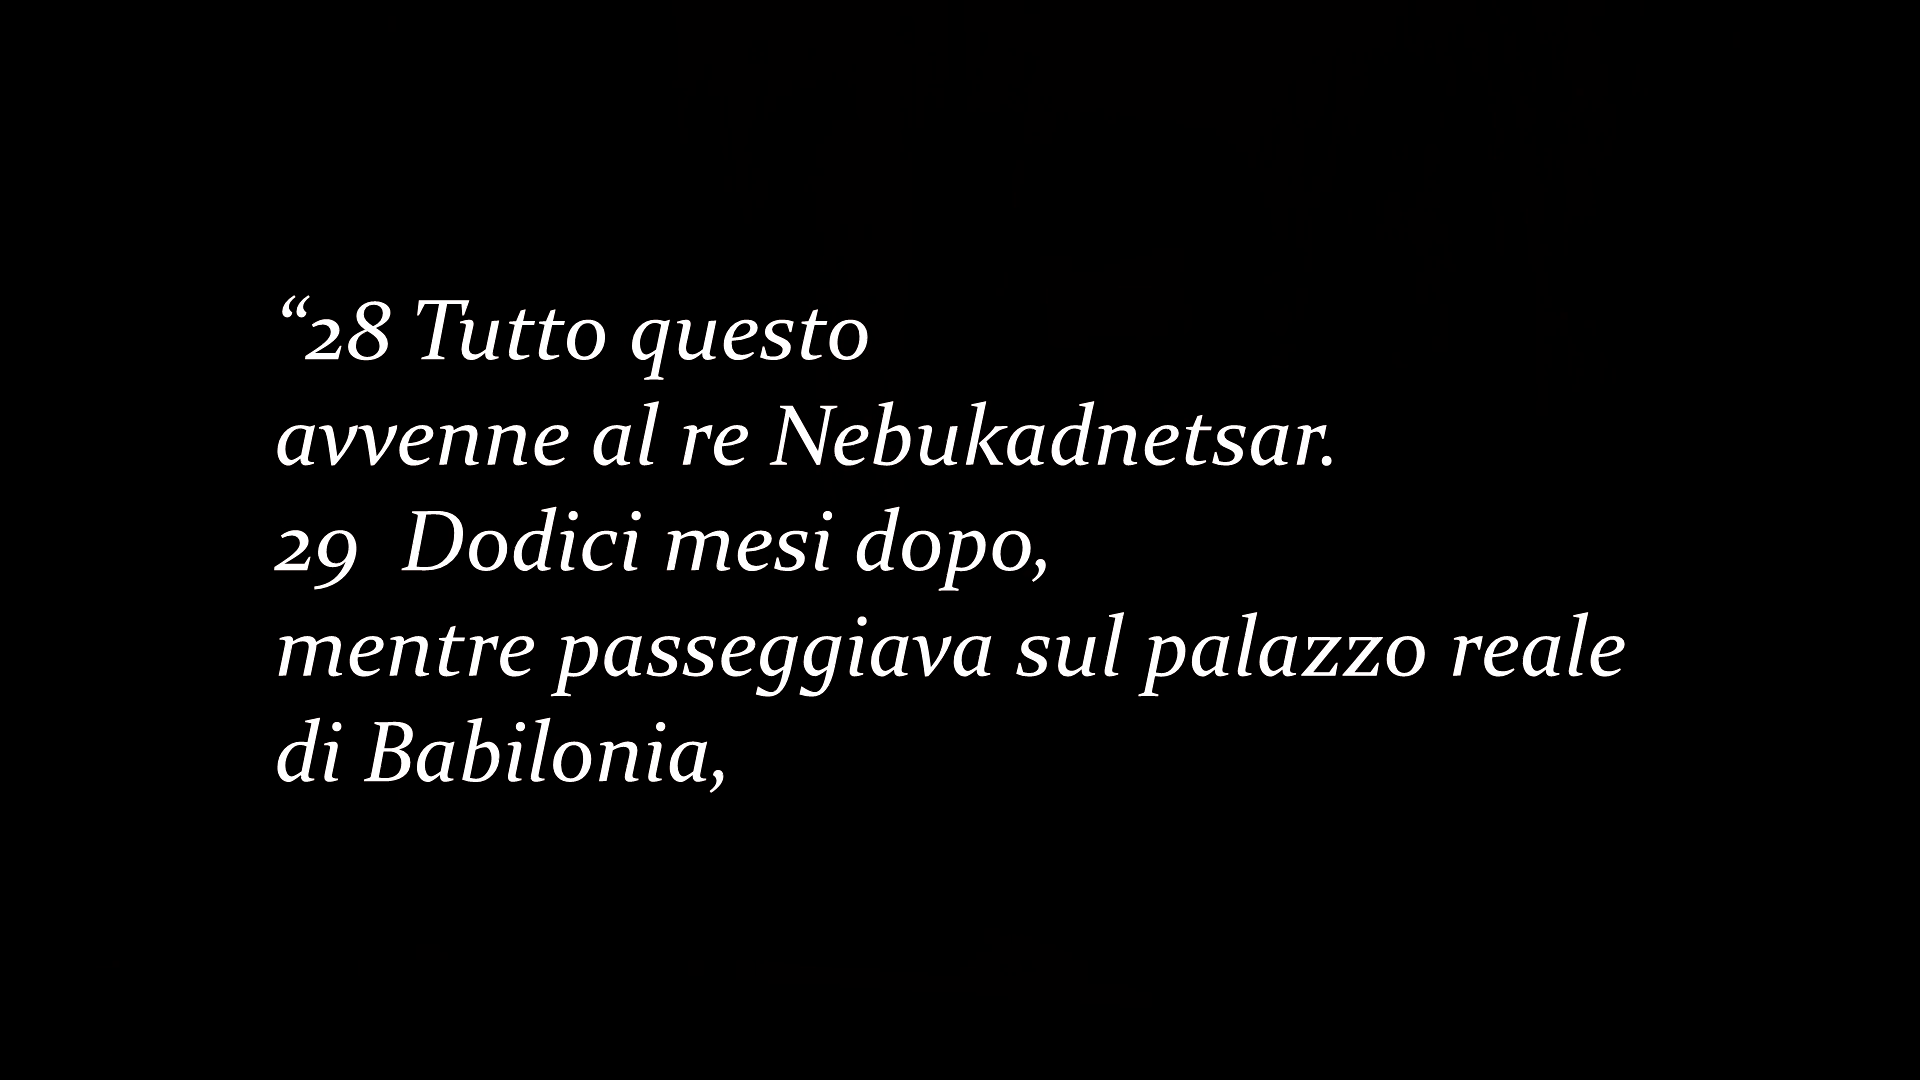 “28 Tutto questo
avvenne al re Nebukadnetsar.
29  Dodici mesi dopo,
mentre passeggiava sul palazzo reale
di Babilonia,